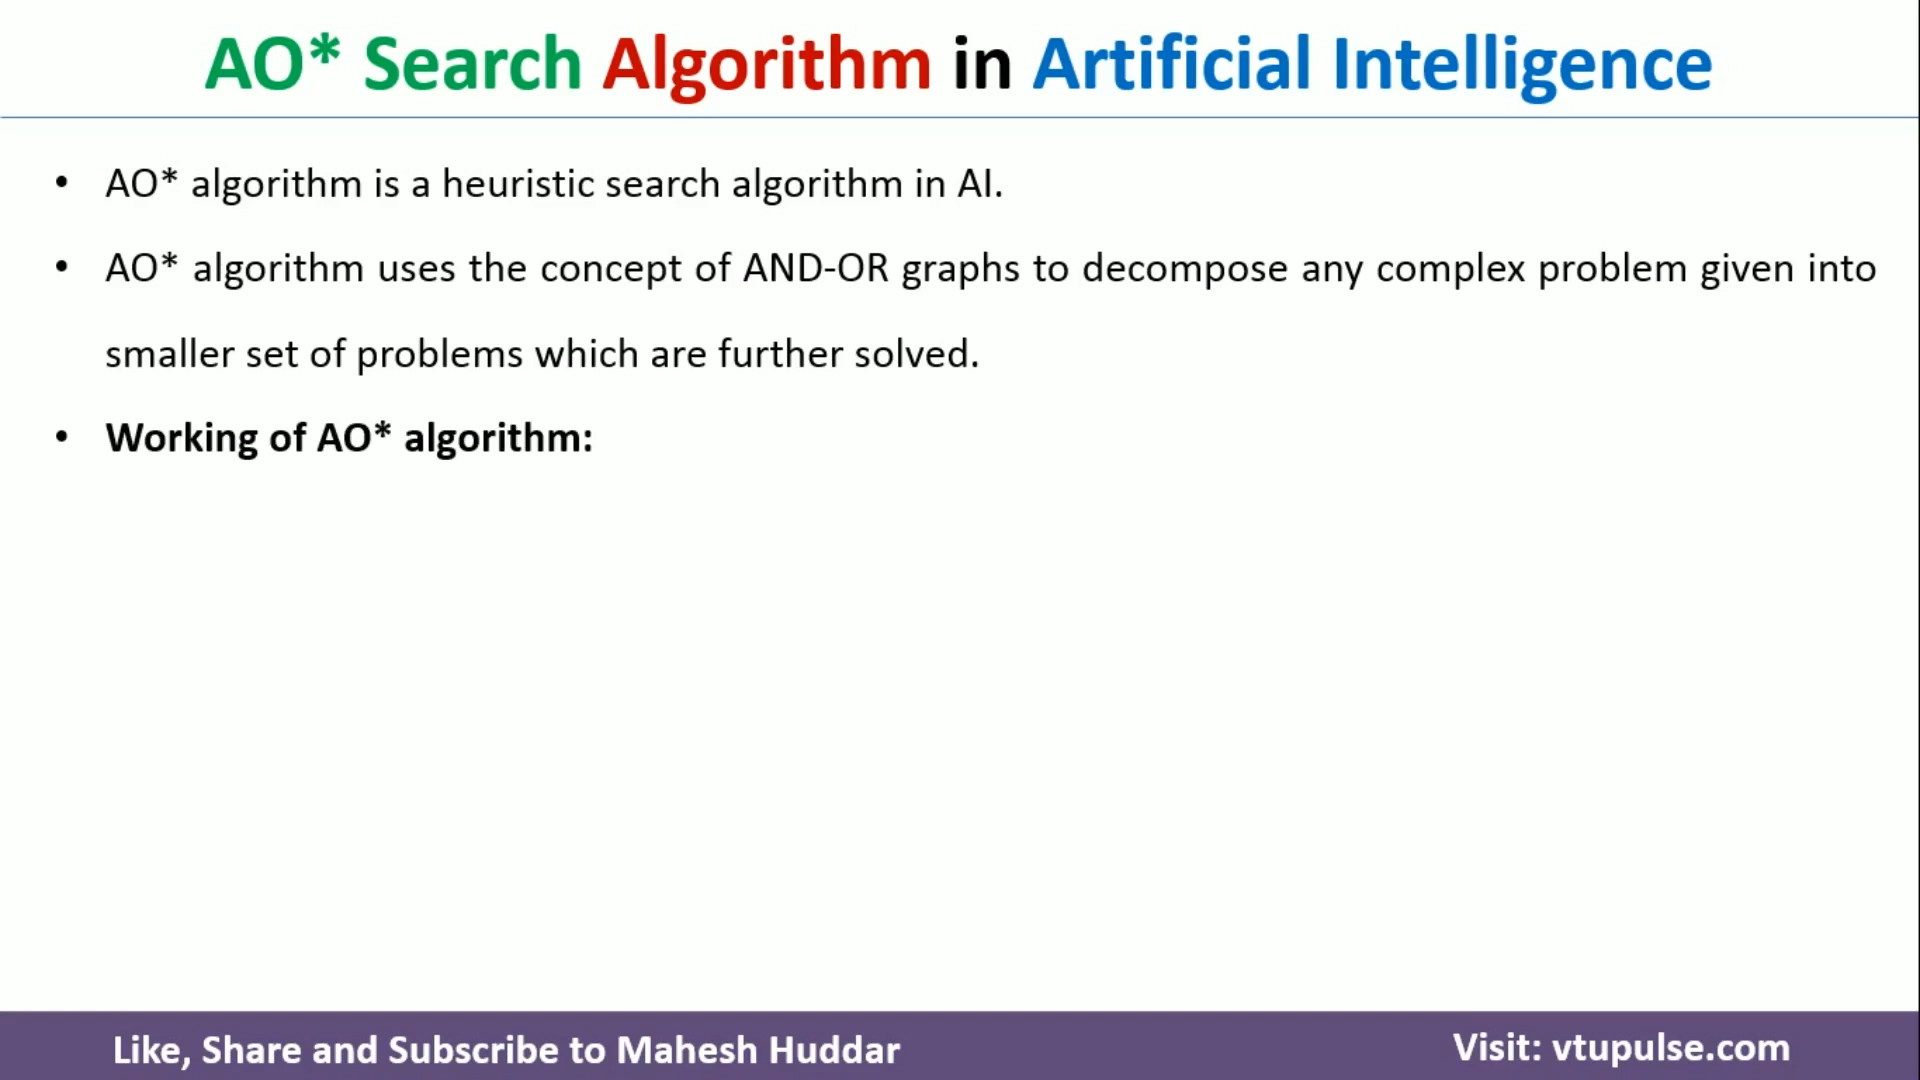 AO* Search Algorithm in Artificial Intelligence
• AO* algorithm is a heuristic search algorithm in AI.
• AO* algorithm uses the concept of AND-OR graphs to decompose any complex problem given into
smaller set of problems which are further solved.
• Working of AO* algorithm:
Like, Share and Subscribe to Mahesh Huddar
Visit: vtupulse.com